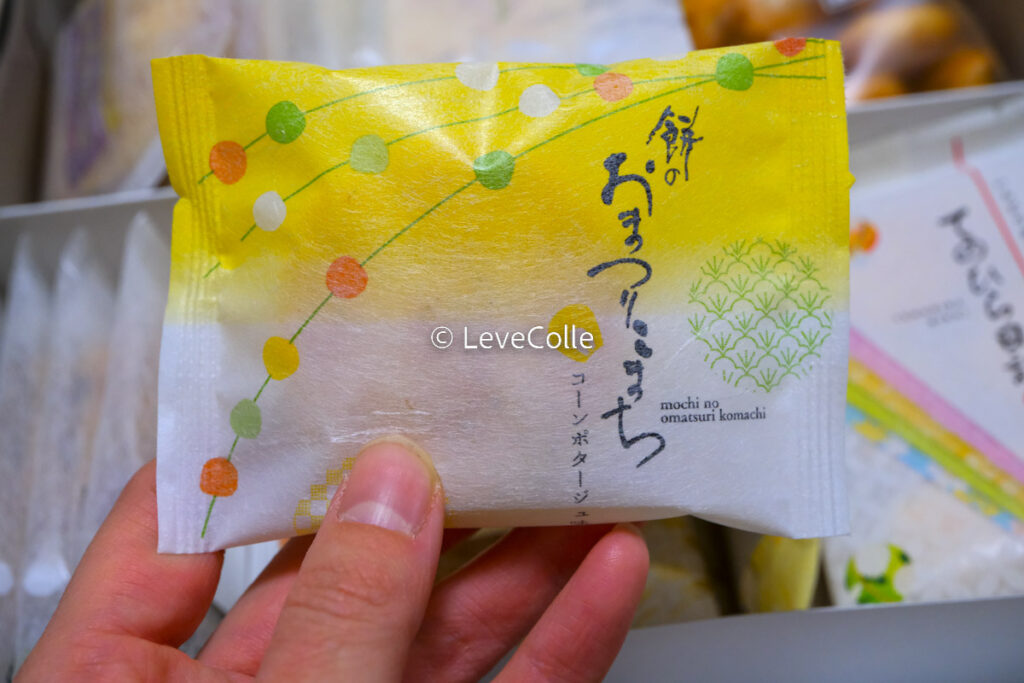 餅の
おまつりこまち
コーンポタージュ
mochi no
omatsuri komachi
© LeveColle